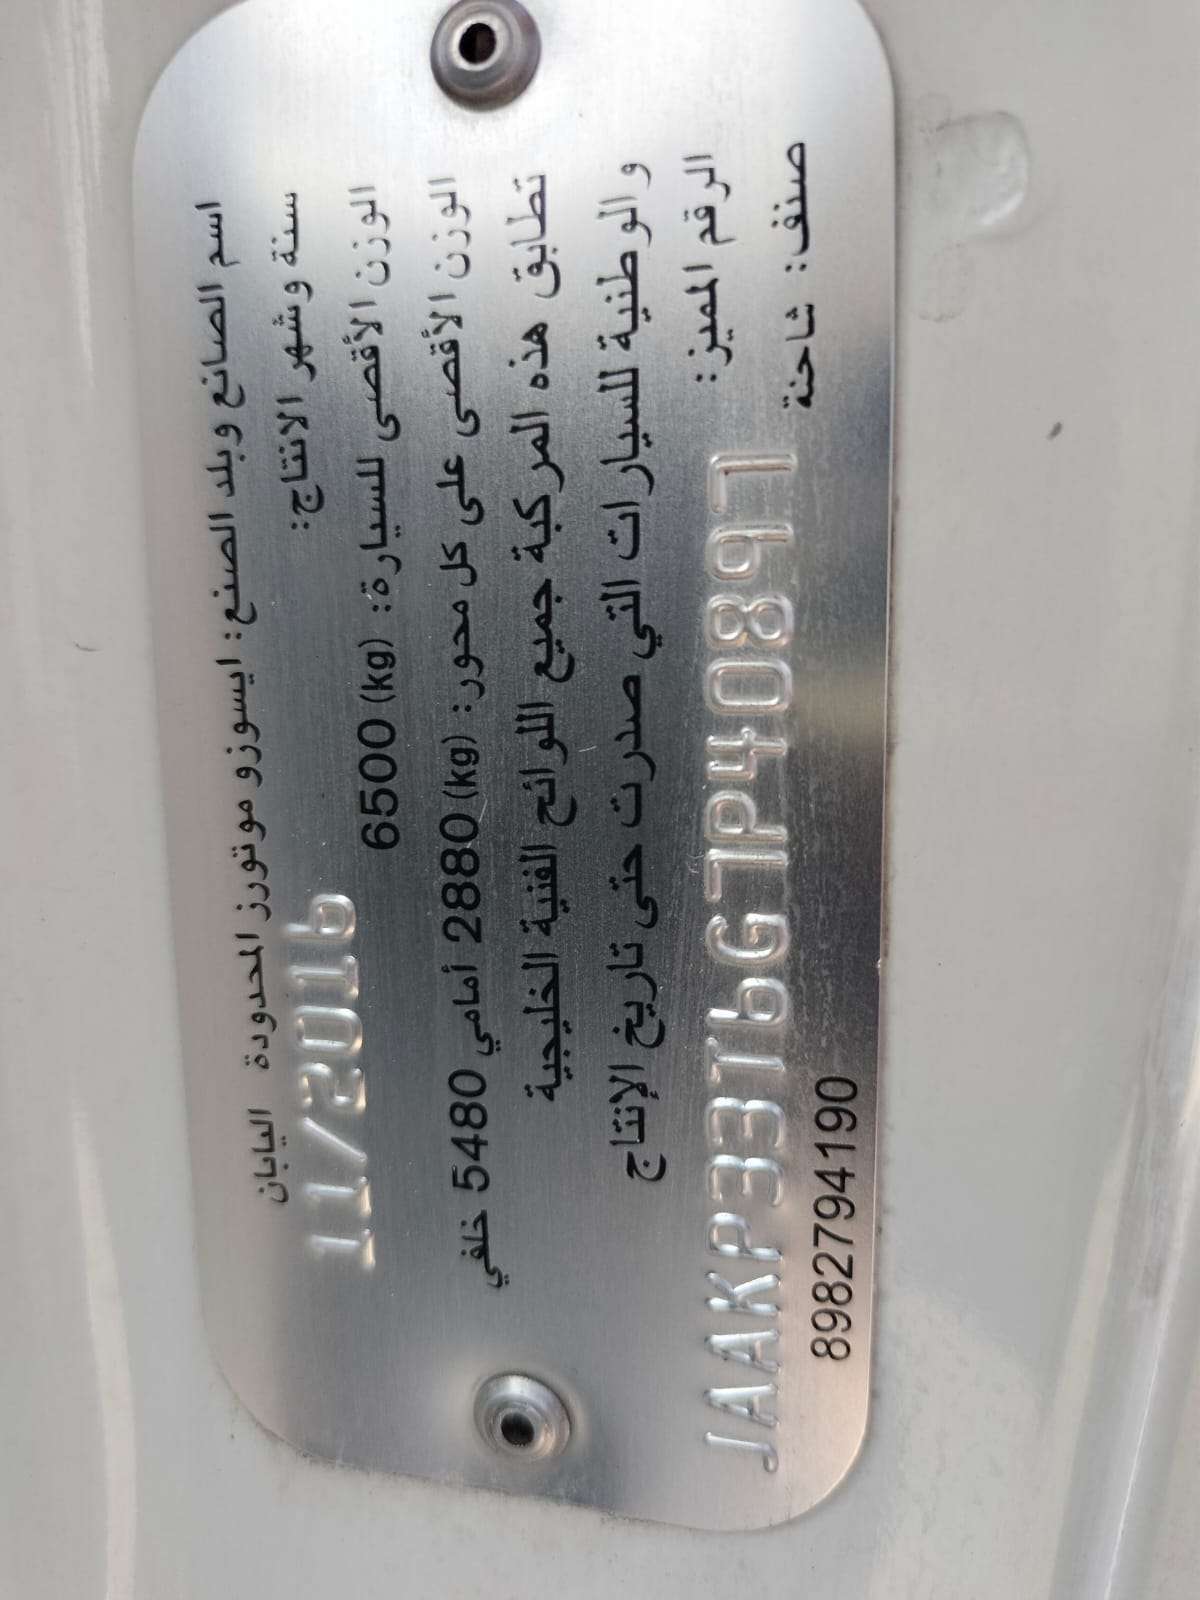 اسم الصانع وبلد الصنع: ايسوزو موتورز المحدودة اليابان
سنة وشهر الانتاج: 11/2016
الوزن الأقصى للسيارة: 6500 (kg)
الوزن الأقصى على كل محور: (kg) 2880 أمامي 5480 خلفي
تطابق هذه المركبة جميع اللوائح الفنية الخليجية
و الوطنية للسيارات التي صدرت حتى تاريخ الإنتاج
الرقم المميز: JAAKP33T6G7P40897
صنف: شاحنة
8982794190